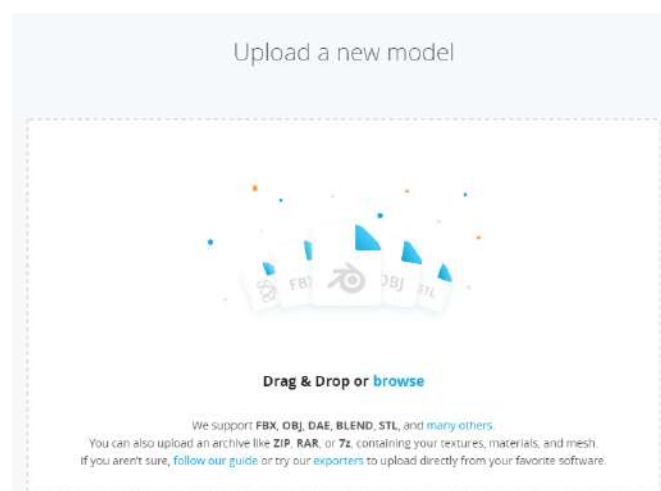 Upload a new model
FBX
OBJ
STL
Drag & Drop or browse
We support FBX, OBJ, DAE, BLEND, STL, and many others.
You can also upload an archive like ZIP, RAR, or 7z, containing your textures, materials, and mesh.
If you aren't sure, follow our guide or try our exporters to upload directly from your favorite software.